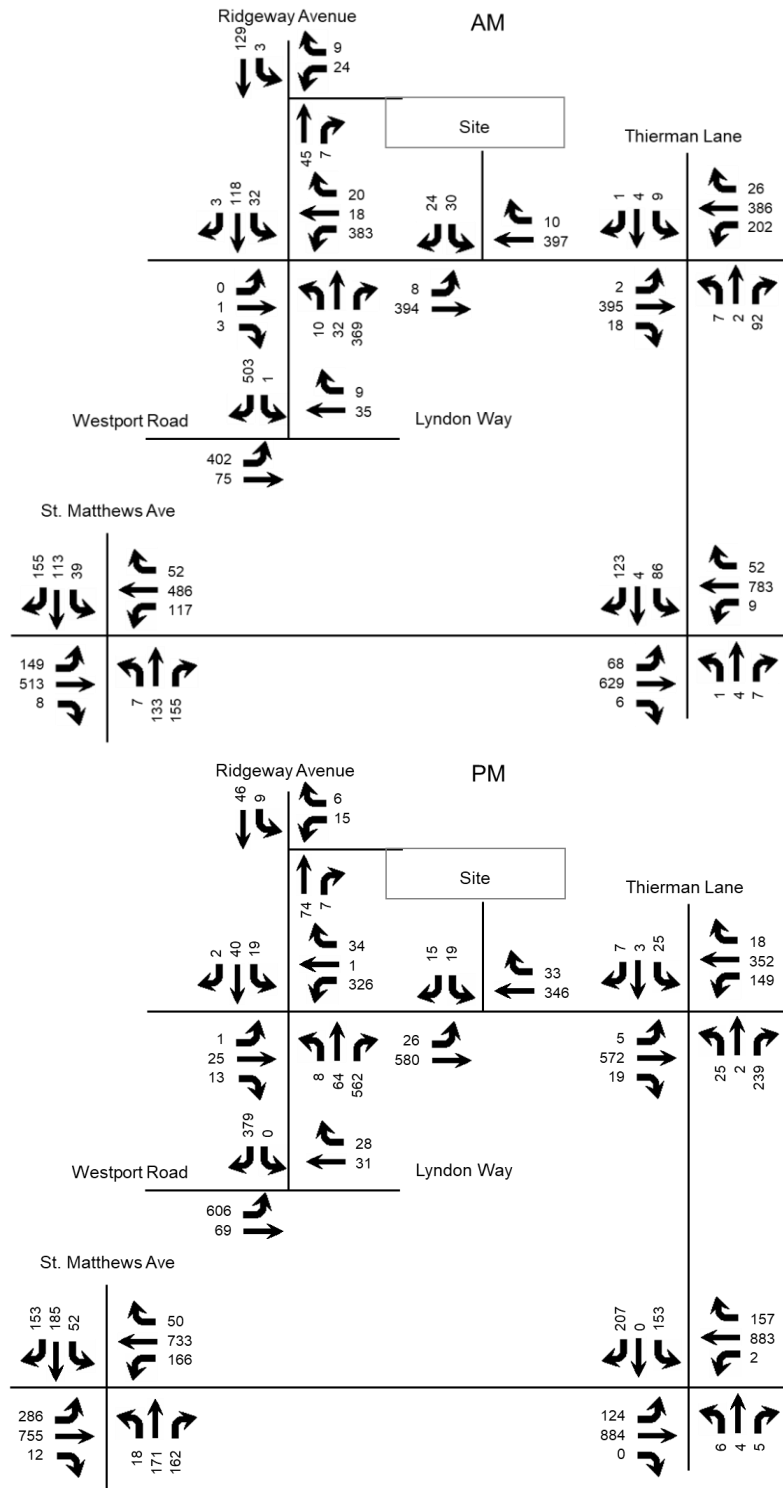 Ridgeway Avenue
AM
129 3
9
24
Site
Thierman Lane
45 7
3 118 32
20
18
383
24 30
10
397
1 4 9
26
386
202
0
1
3
10 32 369
8
394
2
395
18
7 2 92
503 1
9
35
Westport Road
Lyndon Way
402
75
St. Matthews Ave
155 113 39
52
486
117
123 4 86
52
783
9
149
513
8
7 133 155
68
629
6
1 4 7
Ridgeway Avenue
PM
46 9
6
15
Site
Thierman Lane
74 7
2 40 19
34
1
326
15 19
33
346
7 3 25
18
352
149
1
25
13
8 64 562
26
580
5
572
19
25 2 239
379 0
28
31
Westport Road
Lyndon Way
606
69
St. Matthews Ave
153 185 52
50
733
166
207 0 153
157
883
2
286
755
12
18 171 162
124
884
0
6 4 5